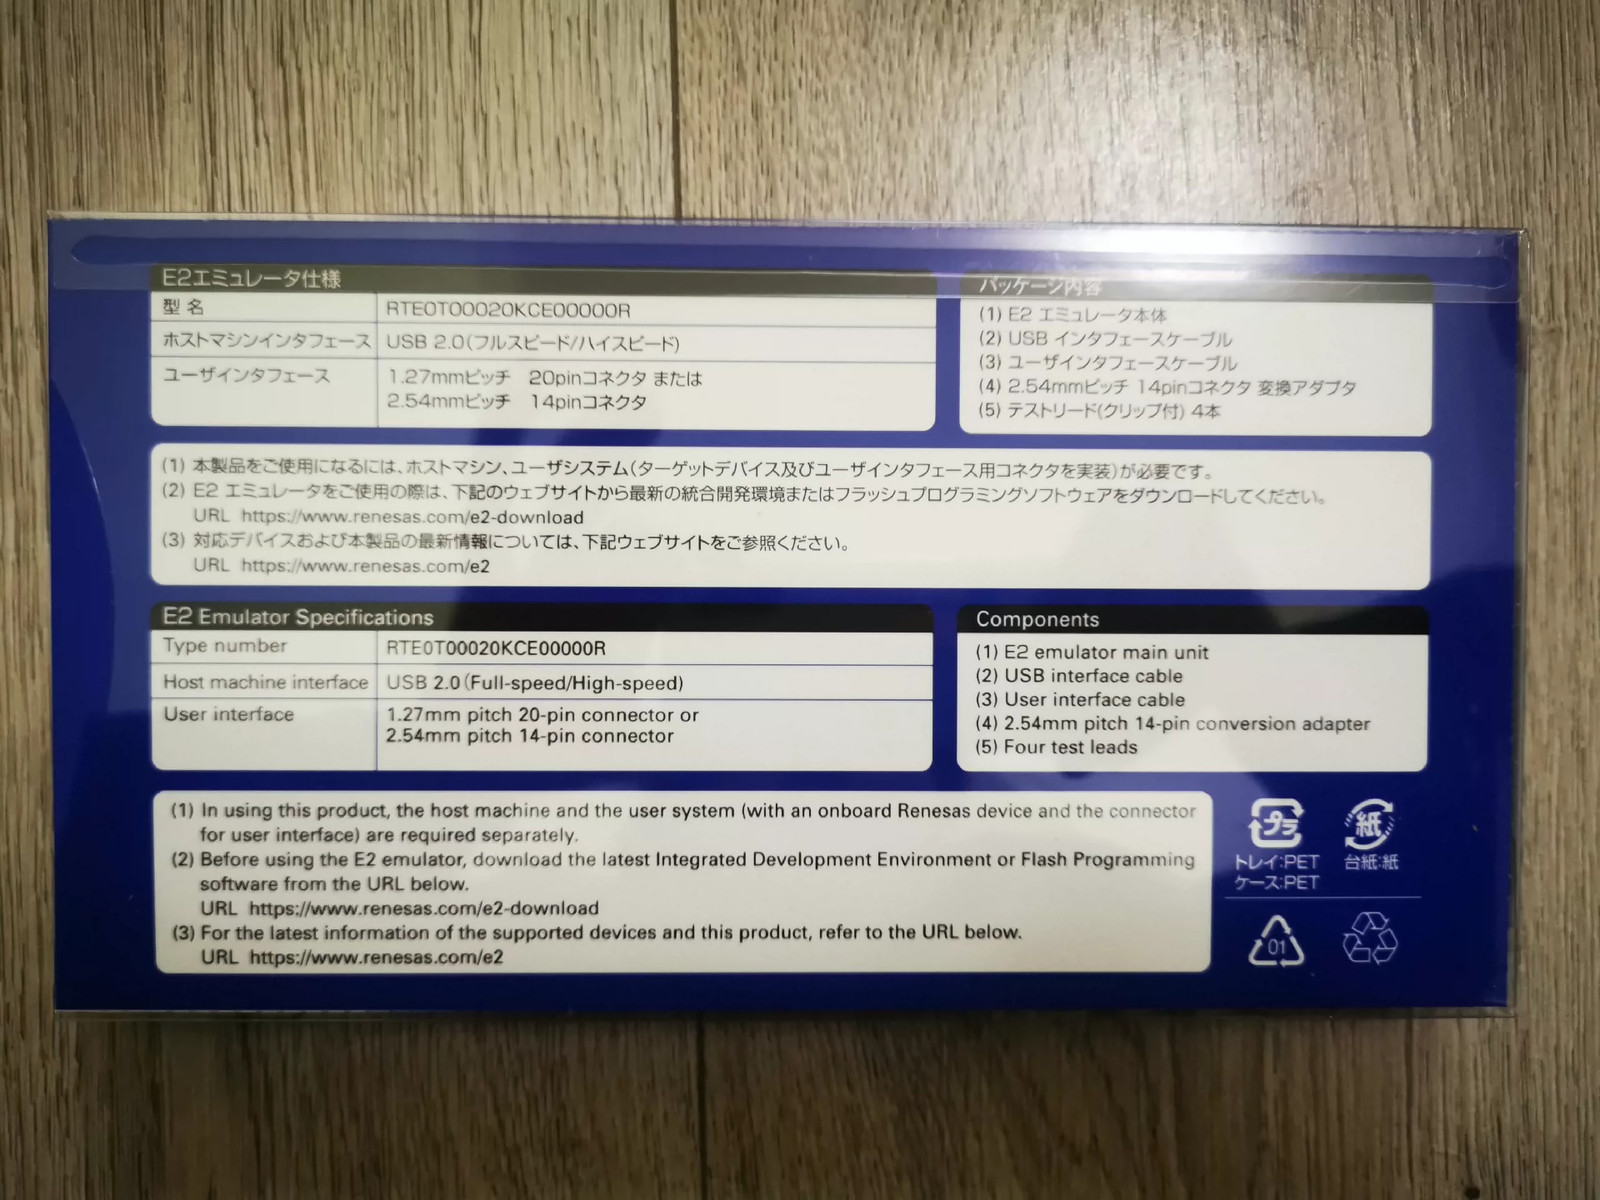 E2エミュレータ仕様
型 名 RTE0T00020KCE00000R
ホストマシンインタフェース USB 2.0(フルスピード/ハイスピード)
ユーザインタフェース 1.27mmピッチ 20pinコネクタ または
2.54mmピッチ 14pinコネクタ
パッケージ内容
(1) E2 エミュレータ本体
(2) USB インタフェースケーブル
(3) ユーザインタフェースケーブル
(4) 2.54mmピッチ 14pinコネクタ 変換アダプタ
(5) テストリード(クリップ付) 4本
(1) 本製品をご使用になるには、ホストマシン、ユーザシステム(ターゲットデバイス及びユーザインタフェース用コネクタを実装)が必要です。
(2) E2 エミュレータをご使用の際は、下記のウェブサイトから最新の統合開発環境またはフラッシュプログラミングソフトウェアをダウンロードしてください。
URL https://www.renesas.com/e2-download
(3) 対応デバイスおよび本製品の最新情報については、下記ウェブサイトをご参照ください。
URL https://www.renesas.com/e2
E2 Emulator Specifications
Type number RTE0T00020KCE00000R
Host machine interface USB 2.0(Full-speed/High-speed)
User interface 1.27mm pitch 20-pin connector or
2.54mm pitch 14-pin connector
Components
(1) E2 emulator main unit
(2) USB interface cable
(3) User interface cable
(4) 2.54mm pitch 14-pin conversion adapter
(5) Four test leads
(1) In using this product, the host machine and the user system (with an onboard Renesas device and the connector
for user interface) are required separately.
(2) Before using the E2 emulator, download the latest Integrated Development Environment or Flash Programming
software from the URL below.
URL https://www.renesas.com/e2-download
(3) For the latest information of the supported devices and this product, refer to the URL below.
URL https://www.renesas.com/e2
プラ
トレイ:PET
ケース:PET
紙
台紙:紙
01